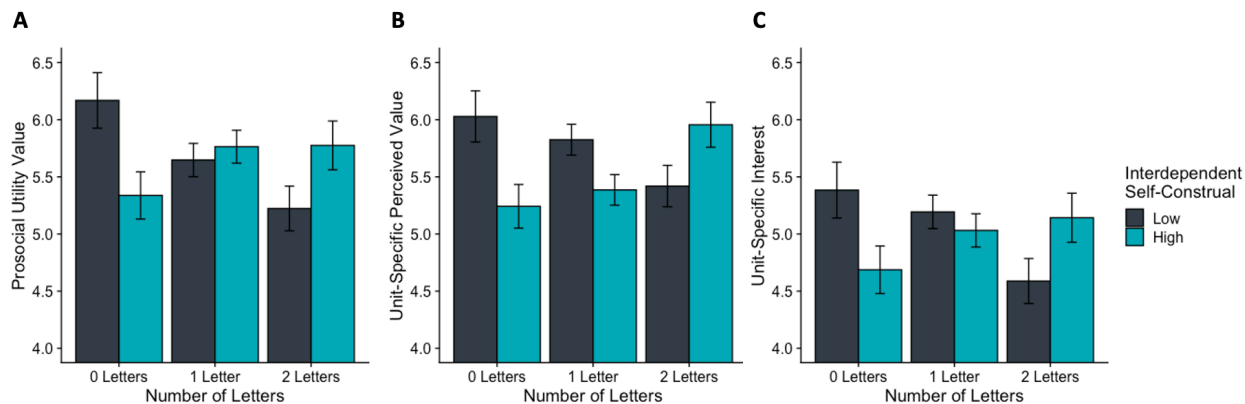 A
Prosocial Utility Value
6.5
6.0
5.5
5.0
4.5
4.0
0 Letters 1 Letter 2 Letters
Number of Letters
B
Unit-Specific Perceived Value
6.5
6.0
5.5
5.0
4.5
4.0
0 Letters 1 Letter 2 Letters
Number of Letters
C
Unit-Specific Interest
6.5
6.0
5.5
5.0
4.5
4.0
0 Letters 1 Letter 2 Letters
Number of Letters
Interdependent
Self-Construal
Low
High